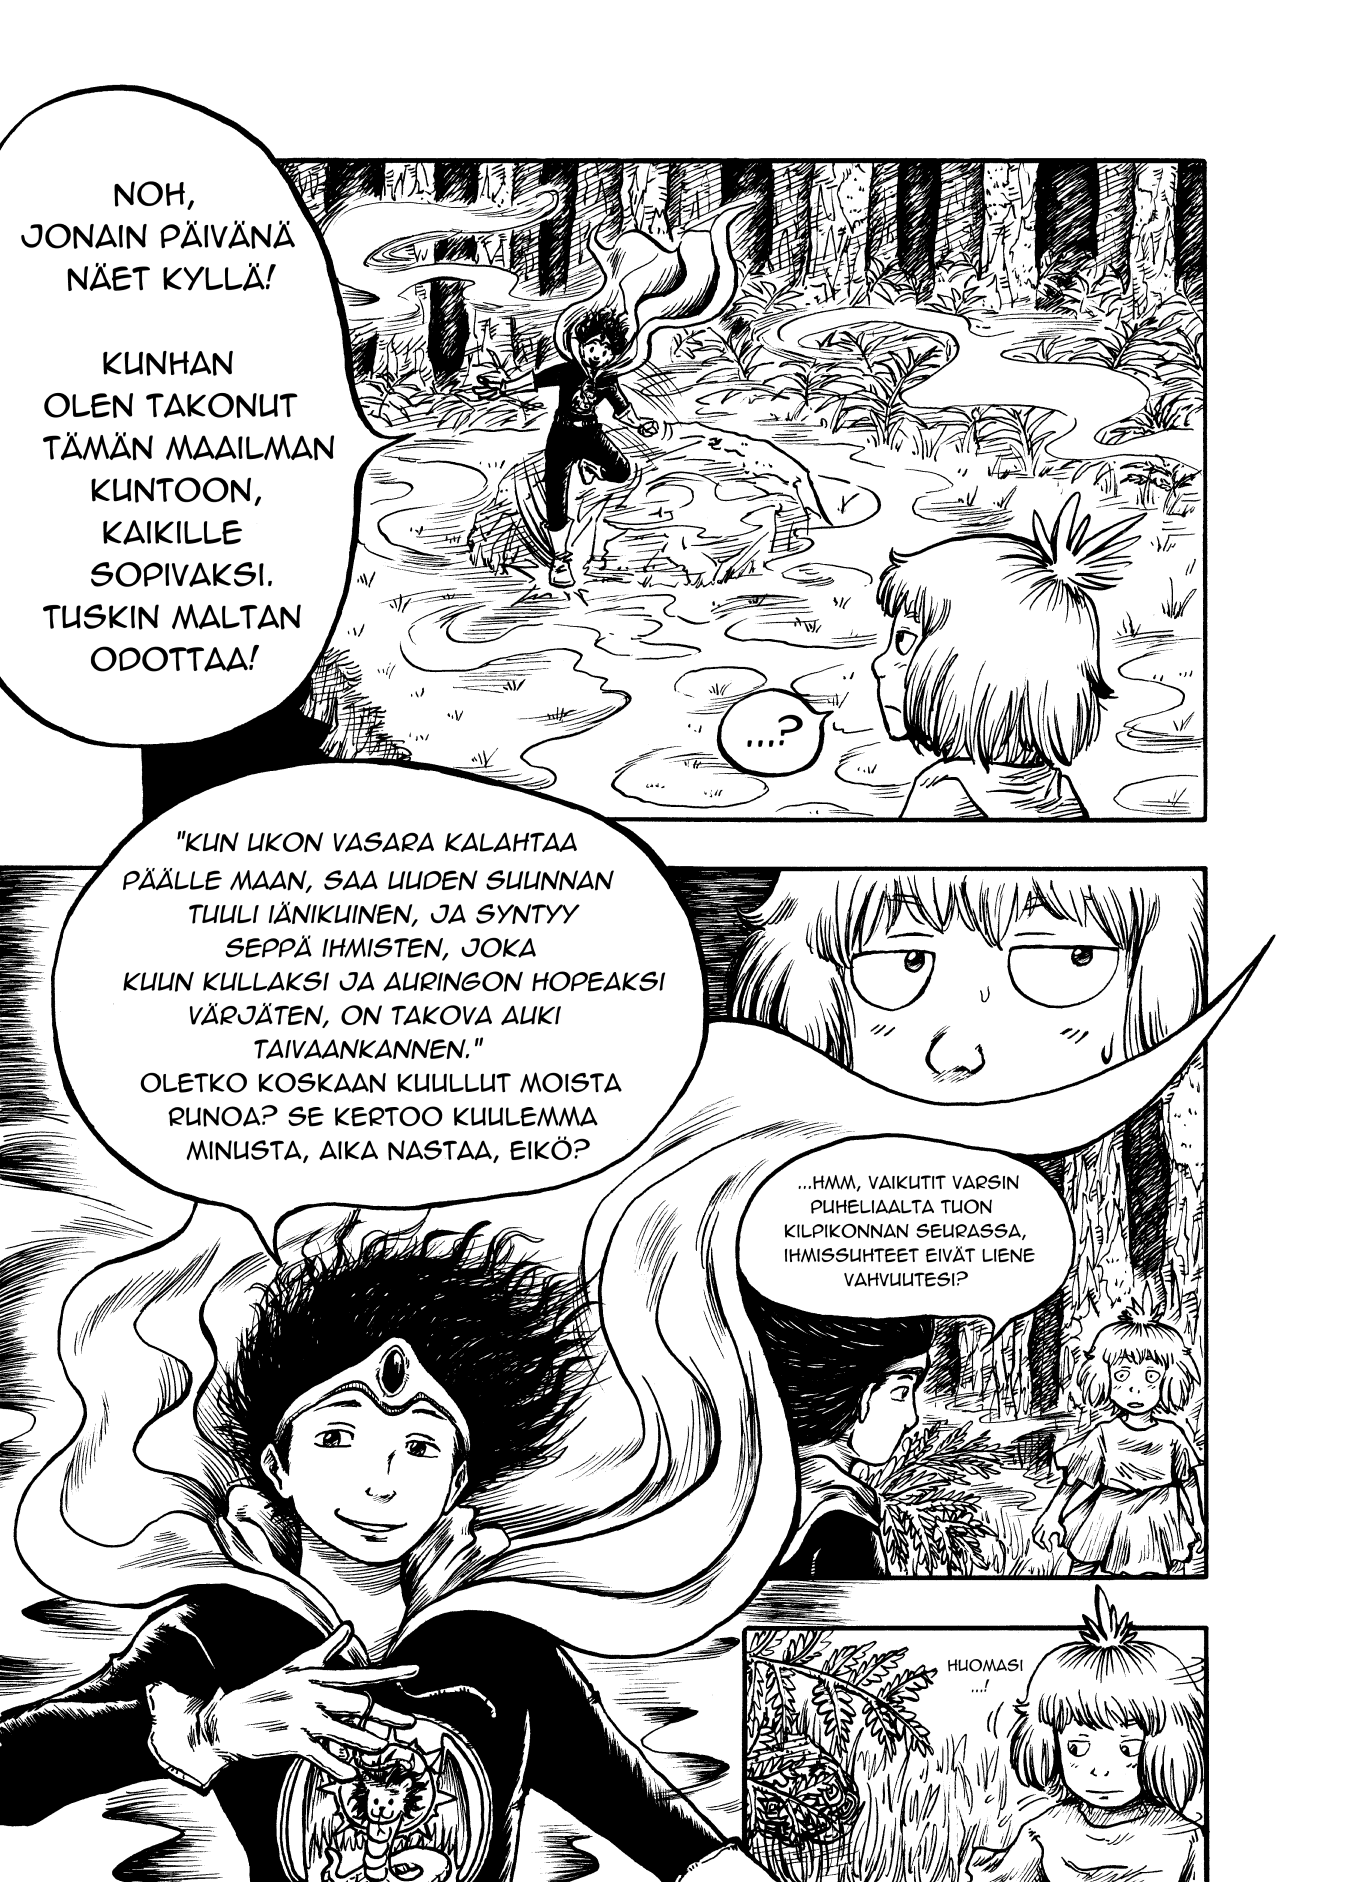 NOH,
JONAIN PÄIVÄNÄ
NÄET KYLLÄ!
KUNHAN
OLEN TAKONUT
TÄMÄN MAAILMAN
KUNTOON,
KAIKILLE
SOPIVAKSI.
TUSKIN MALTAN
ODOTTAA!
....?
"KUN UKON VASARA KALAHTAA
PÄÄLLE MAAN, SAA UUDEN SUUNNAN
TUULI IÄNIKUINEN, JA SYNTYY
SEPPÄ IHMISTEN, JOKA
KUUN KULLAKSI JA AURINGON HOPEAKSI
VÄRJÄTEN, ON TAKOVA AUKI
TAIVAANKANNEN."
OLETKO KOSKAAN KUULLUT MOISTA
RUNOA? SE KERTOO KUULEMMA
MINUSTA, AIKA NASTAA, EIKÖ?
...HMM, VAIKUTIT VARSIN
PUHELIAALTA TUON
KILPIKONNAN SEURASSA,
IHMISSUHTEET EIVÄT LIENE
VAHVUUTESI?
HUOMASI
...!